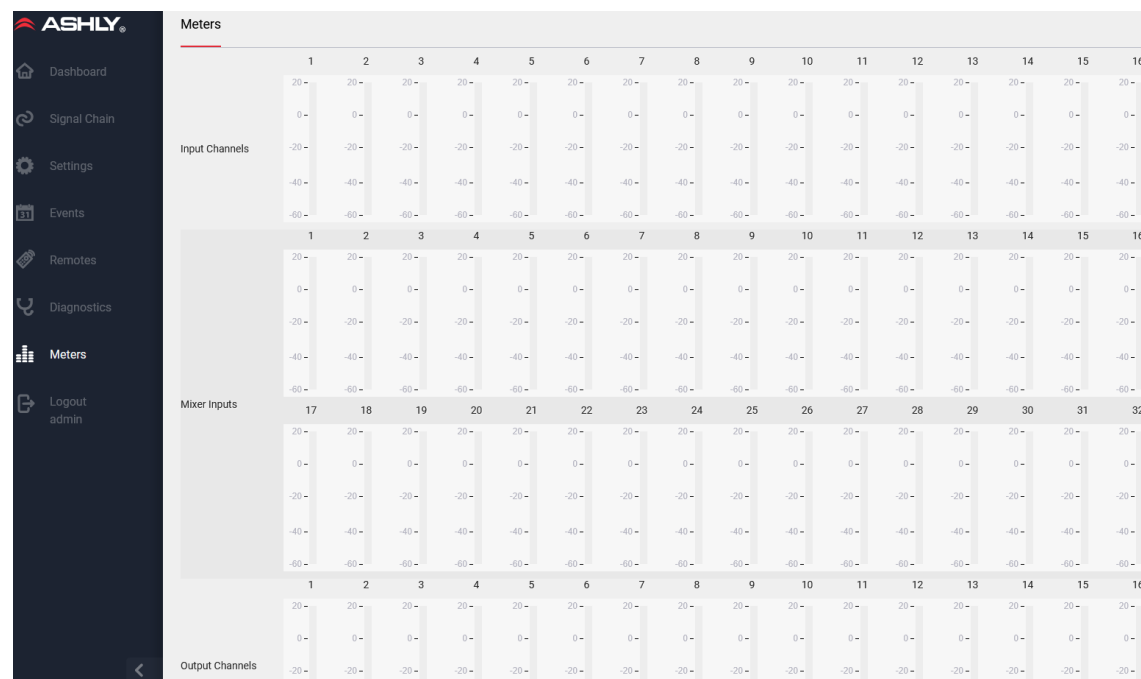 ASHLY®
Meters
Dashboard
Signal Chain
Settings
Events
Remotes
Diagnostics
Meters
Logout
admin
1 2 3 4 5 6 7 8 9 10 11 12 13 14 15 16
20 20 20 20 20 20 20 20 20 20 20 20 20 20 20 20
0 0 0 0 0 0 0 0 0 0 0 0 0 0 0 0
Input Channels
-20 -20 -20 -20 -20 -20 -20 -20 -20 -20 -20 -20 -20 -20 -20 -20
-40 -40 -40 -40 -40 -40 -40 -40 -40 -40 -40 -40 -40 -40 -40 -40
-60 -60 -60 -60 -60 -60 -60 -60 -60 -60 -60 -60 -60 -60 -60 -60
1 2 3 4 5 6 7 8 9 10 11 12 13 14 15 16
20 20 20 20 20 20 20 20 20 20 20 20 20 20 20 20
0 0 0 0 0 0 0 0 0 0 0 0 0 0 0 0
-20 -20 -20 -20 -20 -20 -20 -20 -20 -20 -20 -20 -20 -20 -20 -20
-40 -40 -40 -40 -40 -40 -40 -40 -40 -40 -40 -40 -40 -40 -40 -40
-60 -60 -60 -60 -60 -60 -60 -60 -60 -60 -60 -60 -60 -60 -60 -60
Mixer Inputs
17 18 19 20 21 22 23 24 25 26 27 28 29 30 31 32
20 20 20 20 20 20 20 20 20 20 20 20 20 20 20 20
0 0 0 0 0 0 0 0 0 0 0 0 0 0 0 0
-20 -20 -20 -20 -20 -20 -20 -20 -20 -20 -20 -20 -20 -20 -20 -20
-40 -40 -40 -40 -40 -40 -40 -40 -40 -40 -40 -40 -40 -40 -40 -40
-60 -60 -60 -60 -60 -60 -60 -60 -60 -60 -60 -60 -60 -60 -60 -60
1 2 3 4 5 6 7 8 9 10 11 12 13 14 15 16
20 20 20 20 20 20 20 20 20 20 20 20 20 20 20 20
0 0 0 0 0 0 0 0 0 0 0 0 0 0 0 0
Output Channels
-20 -20 -20 -20 -20 -20 -20 -20 -20 -20 -20 -20 -20 -20 -20 -20